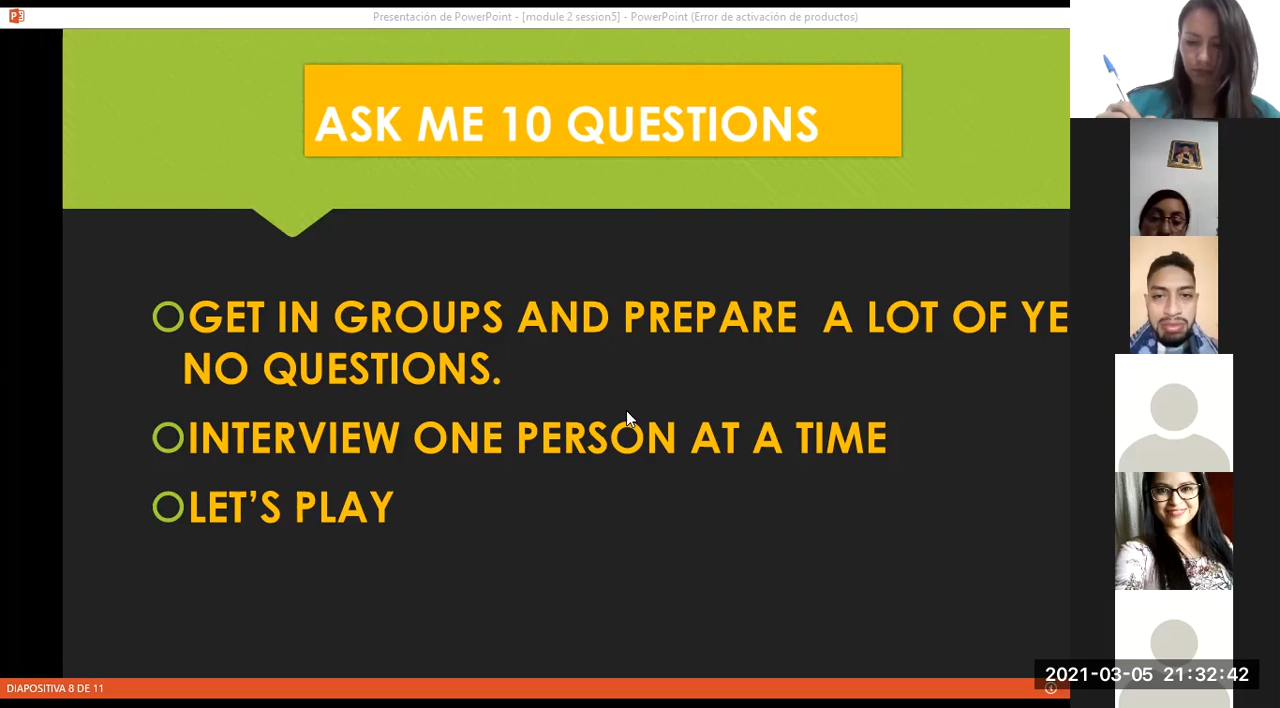 Presentación de PowerPoint - [module 2 session5] - PowerPoint (Error de activación de productos)
ASK ME 10 QUESTIONS
GET IN GROUPS AND PREPARE A LOT OF YE
NO QUESTIONS.
INTERVIEW ONE PERSON AT A TIME
LET'S PLAY
2021-03-05 21:32:42
DIAPOSITIVA 8 DE 11